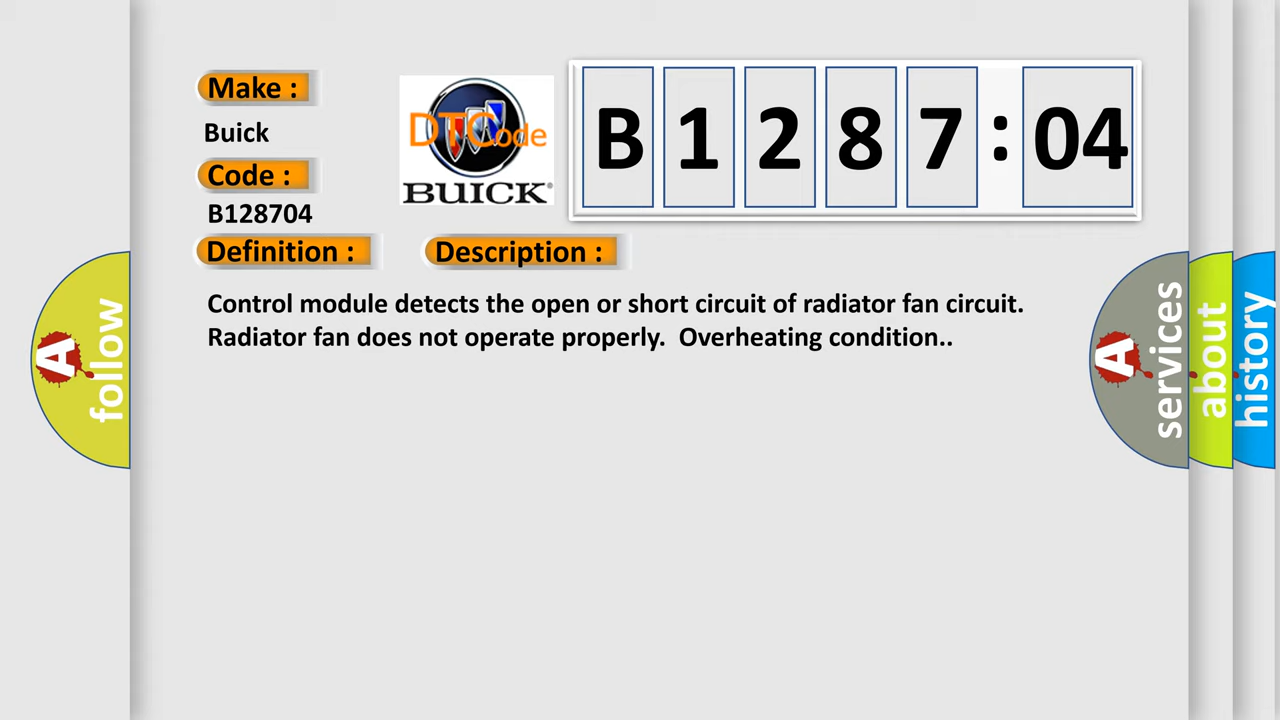 Make :
Buick
Code :
B128704
Definition :
Description :
DTCode
BUICK®
B 1 2 8 7 : 04
Control module detects the open or short circuit of radiator fan circuit.
Radiator fan does not operate properly. Overheating condition..
A follow
A services
about
history